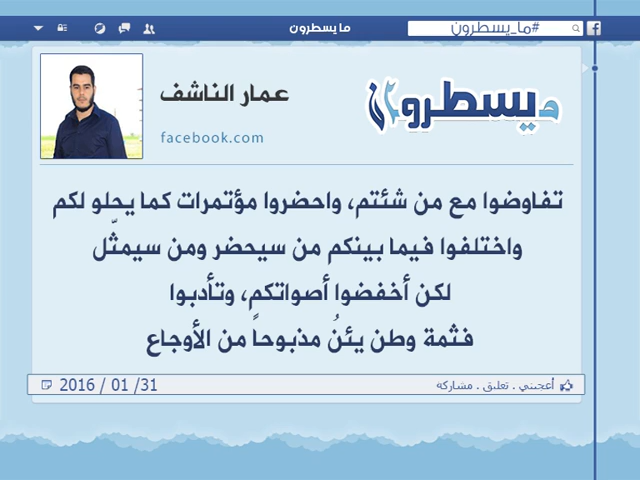 #ما_يسطرون
ما يسطرون
عمار الناشف
ما يسطرون
facebook.com
تفاوضوا مع من شئتم، واحضروا مؤتمرات كما يحلو لكم
واختلفوا فيما بينكم من سيحضر ومن سيمثّل
لكن أخفضوا أصواتكم، وتأدبوا
فثمة وطن يئنُ مذبوحاً من الأوجاع
أعجبني . تعليق . مشاركة
2016 / 01 /31